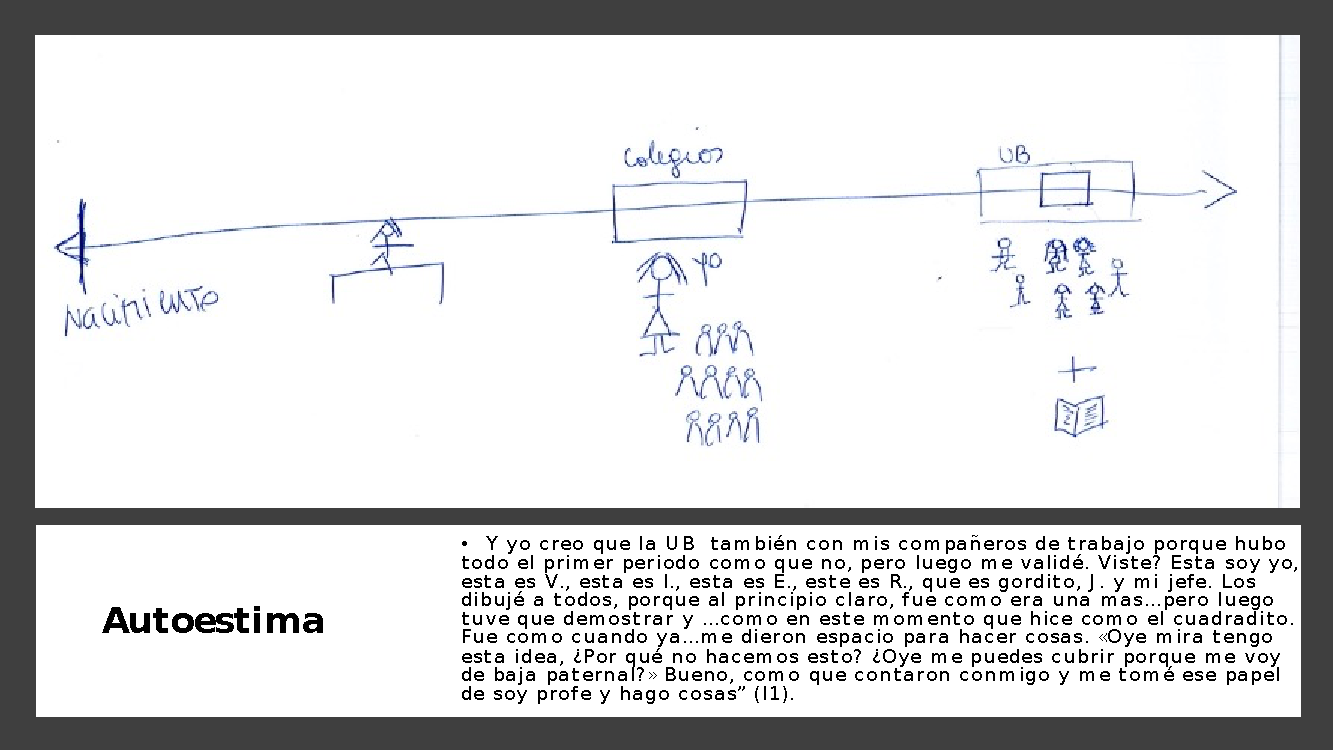 Colegios
UB
YO
Nacimiento
Autoestima
• Y yo creo que la UB también con mis compañeros de trabajo porque hubo
todo el primer periodo como que no, pero luego me validé. Viste? Esta soy yo,
esta es V., esta es I., esta es E., este es R., que es gordito, J. y mi jefe. Los
dibujé a todos, porque al principio claro, fue como era una mas...pero luego
tuve que demostrar y ...como en este momento que hice como el cuadradito.
Fue como cuando ya...me dieron espacio para hacer cosas. «Oye mira tengo
esta idea, ¿Por qué no hacemos esto? ¿Oye me puedes cubrir porque me voy
de baja paternal?» Bueno, como que contaron conmigo y me tomé ese papel
de soy profe y hago cosas” (I1).